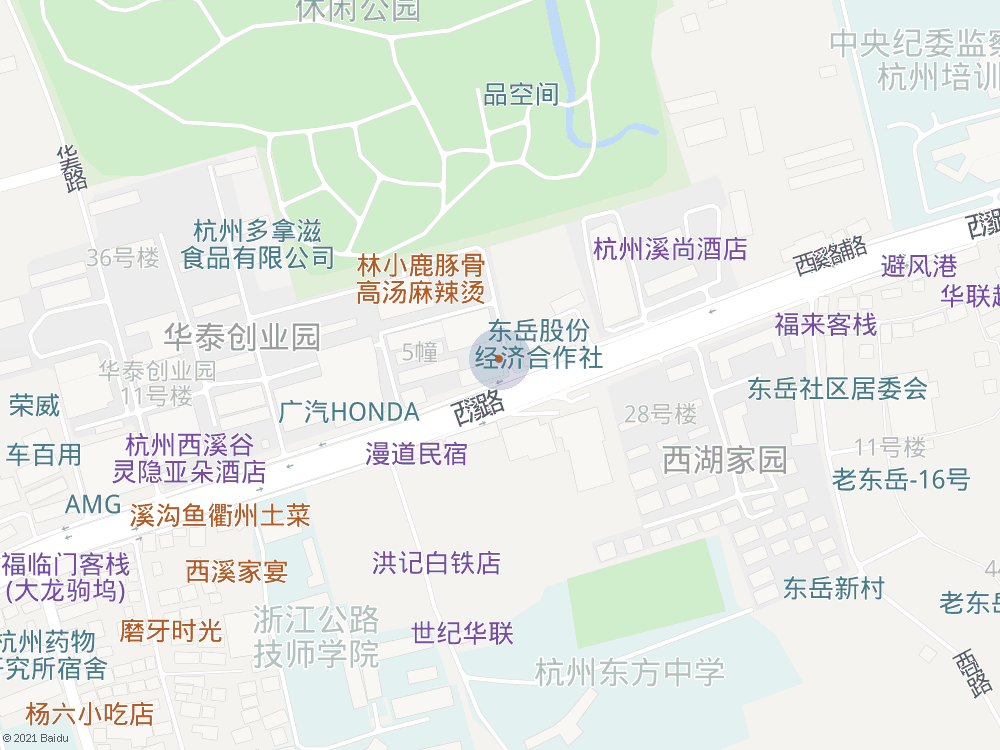 休闲公园
中央纪委监察
杭州培训
品空间
华泰路
杭州多拿滋
食品有限公司
36号楼
林小鹿豚骨
高汤麻辣烫
杭州溪尚酒店
西溪路辅路
避风港
华联超
福来客栈
华泰创业园
5幢
东岳股份
经济合作社
华泰创业园
11号楼
东岳社区居委会
荣威
广汽HONDA
西溪路
28号楼
11号楼
车百用
杭州西溪谷
灵隐亚朵酒店
漫道民宿
西湖家园
老东岳-16号
AMG
溪沟鱼衢州土菜
福临门客栈
(大龙驹坞)
西溪家宴
洪记白铁店
东岳新村
44
老东岳
浙江公路
技师学院
磨牙时光
世纪华联
杭州药物
研究所宿舍
杭州东方中学
杨六小吃店
© 2021 Baidu